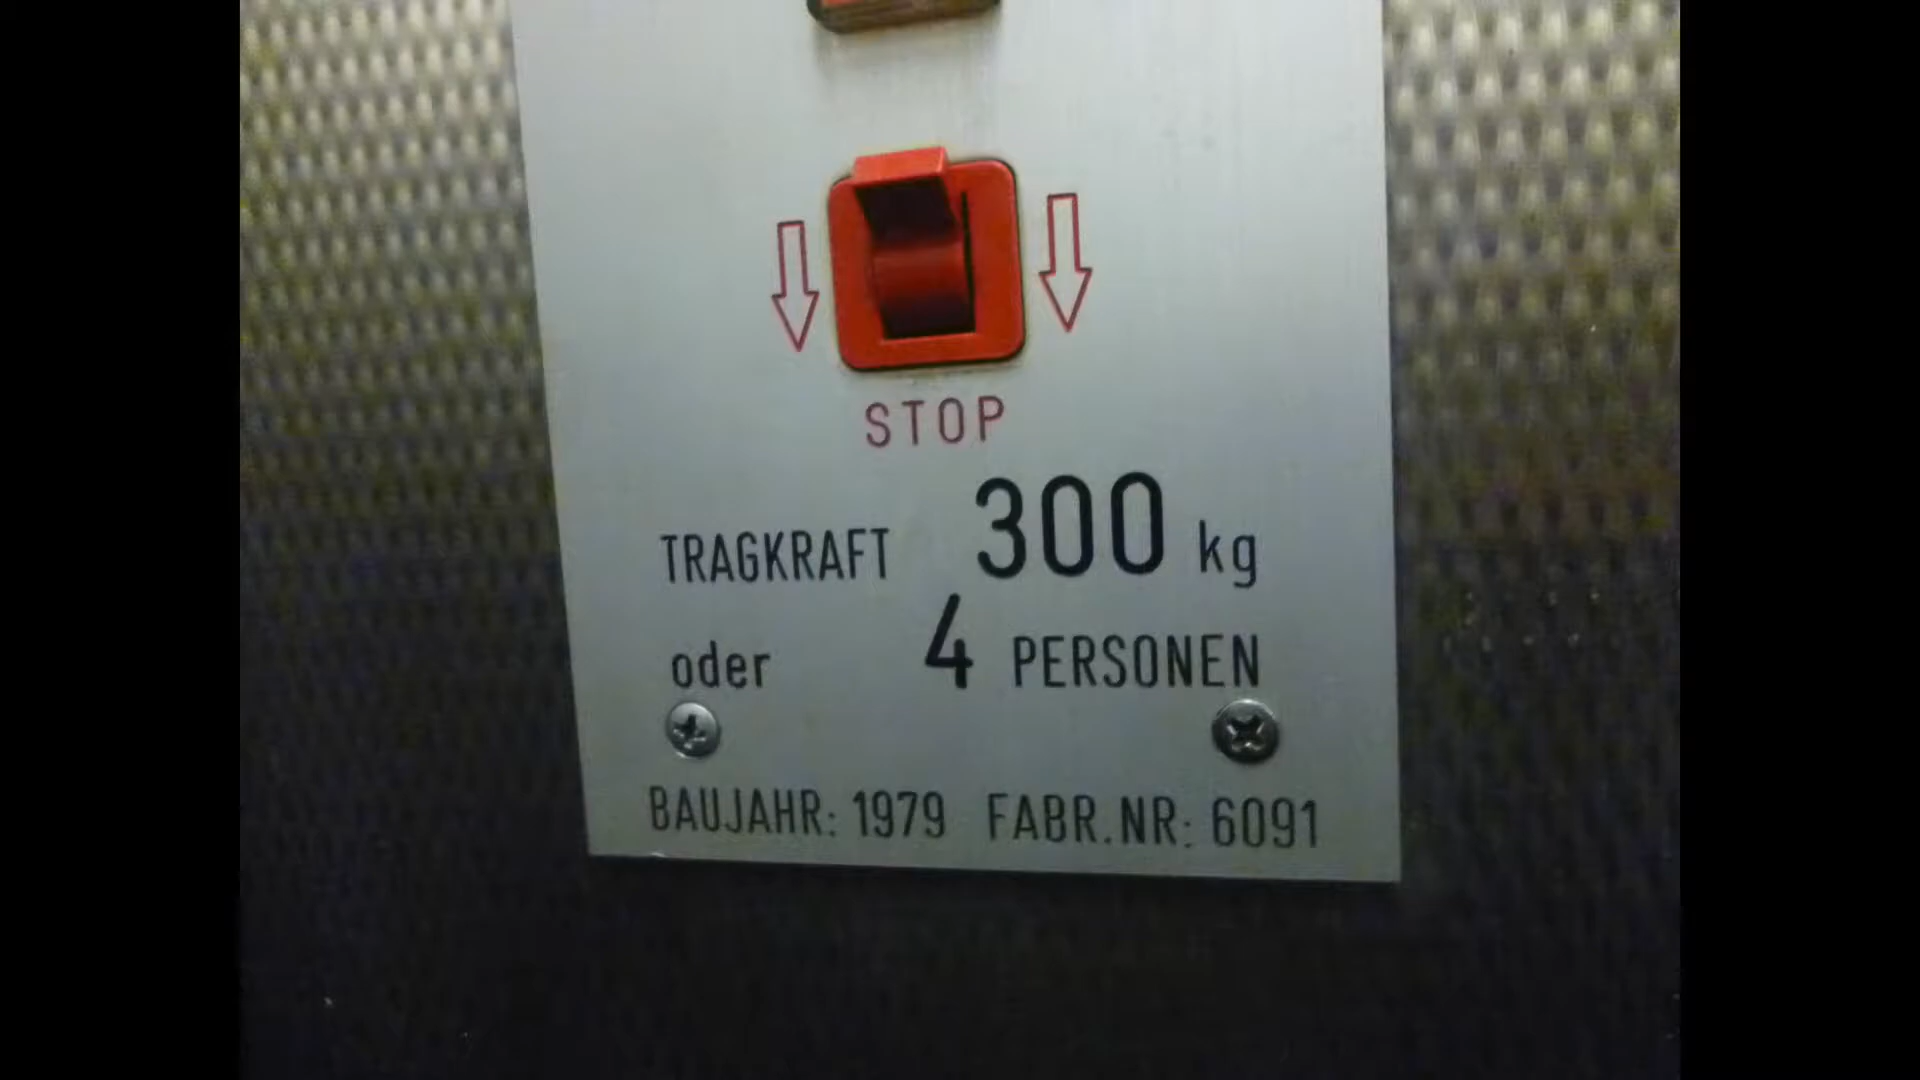 STOP
TRAGKRAFT 300 kg
oder 4 PERSONEN
BAUJAHR: 1979 FABR.NR: 6091